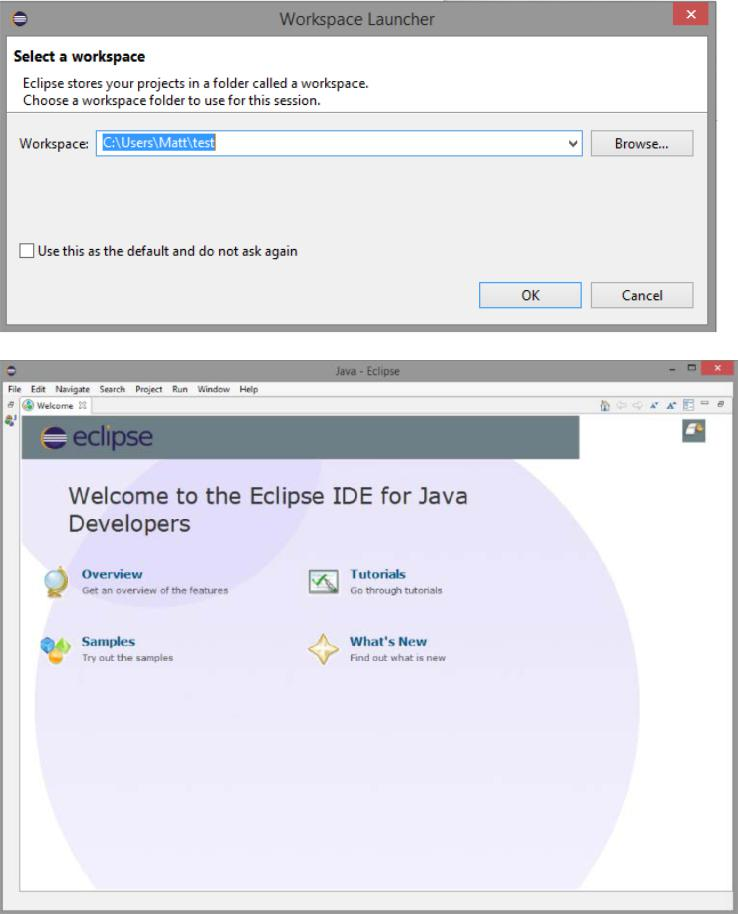 Workspace Launcher
Select a workspace
Eclipse stores your projects in a folder called a workspace.
Choose a workspace folder to use for this session.
Workspace: C:\Users\Matt\test Browse...
Use this as the default and do not ask again
OK Cancel
Java - Eclipse
File Edit Navigate Search Project Run Window Help
Welcome
eclipse
Welcome to the Eclipse IDE for Java
Developers
Overview
Get an overview of the features
Tutorials
Go through tutorials
Samples
Try out the samples
What's New
Find out what is new